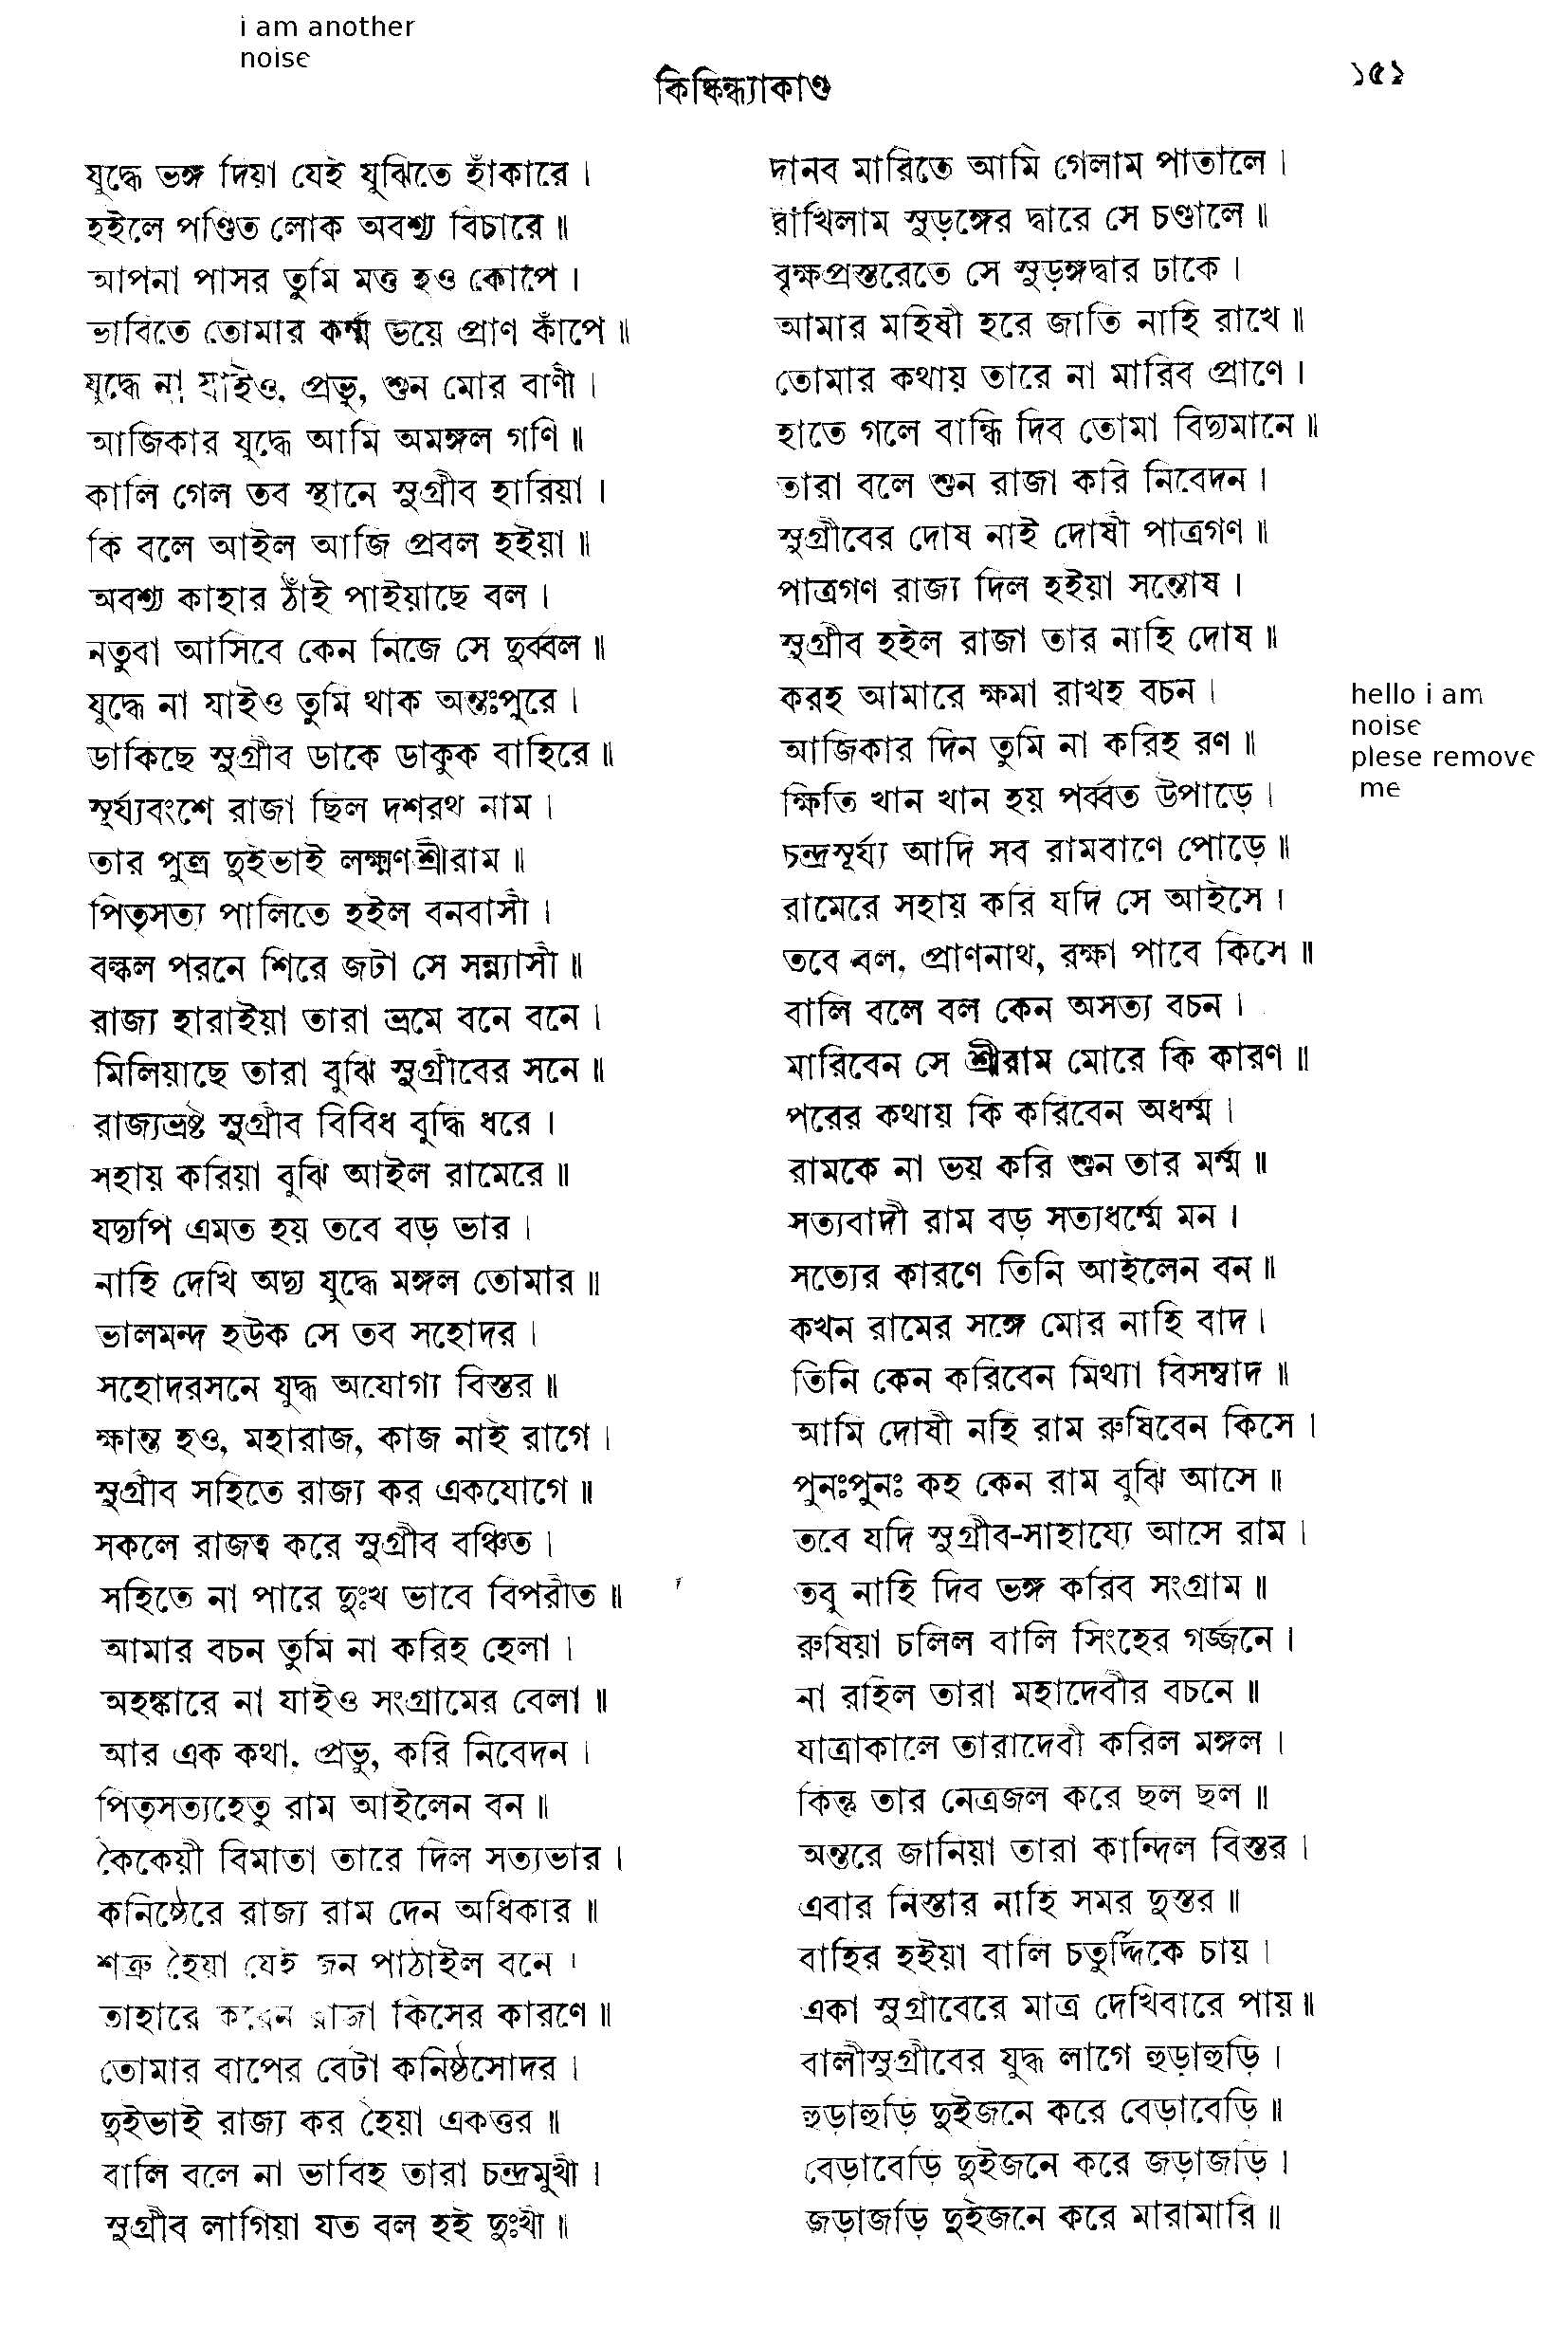 i am another
noise
কিষ্কিন্ধ্যাকাণ্ড
১৫১
যুদ্ধে ভঙ্গ দিয়া যেই যুঝিতে হাঁকারে ।
হইলে পণ্ডিত লোক অবশ্য বিচারে ॥
আপনা পাসর তুমি মত্ত হও কোপে ।
ভাবিতে তোমার কর্ম্ম ভয়ে প্রাণ কাঁপে ॥
যুদ্ধে না যাইও, প্রভু, শুন মোর বাণী ।
আজিকার যুদ্ধে আমি অমঙ্গল গণি ॥
কালি গেল তব স্থানে সুগ্রীব হারিয়া ।
কি বলে আইল আজি প্রবল হইয়া ॥
অবশ্য কাহার ঠাঁই পাইয়াছে বল ।
নতুবা আসিবে কেন নিজে সে দুর্ব্বল ॥
যুদ্ধে না যাইও তুমি থাক অন্তঃপুরে ।
ডাকিছে সুগ্রীব ডাকে ডাকুক বাহিরে ॥
সূর্য্যবংশে রাজা ছিল দশরথ নাম ।
তার পুত্র দুইভাই লক্ষ্মণ শ্রীরাম ॥
পিতৃসত্য পালিতে হইল বনবাসী ।
বল্কল পরনে শিরে জটা সে সন্ন্যাসী ॥
রাজ্য হারাইয়া তারা ভ্রমে বনে বনে ।
মিলিয়াছে তারা বুঝি সুগ্রীবের সনে ॥
রাজ্যভ্রষ্ট সুগ্রীব বিবিধ বুদ্ধি ধরে ।
সহায় করিয়া বুঝি আইল রামেরে ॥
যদ্যপি এমত হয় তবে বড় ভার ।
নাহি দেখি অদ্য যুদ্ধে মঙ্গল তোমার ॥
ভালমন্দ হউক সে তব সহোদর ।
সহোদরসনে যুদ্ধ অযোগ্য বিস্তর ॥
ক্ষান্ত হও, মহারাজ, কাজ নাই রাগে ।
সুগ্রীব সহিতে রাজ্য কর একযোগে ॥
সকলে রাজত্ব করে সুগ্রীব বঞ্চিত ।
সহিতে না পারে দুঃখ ভাবে বিপরীত ॥
আমার বচন তুমি না করিহ হেলা ।
অহঙ্কারে না যাইও সংগ্রামের বেলা ॥
আর এক কথা, প্রভু, করি নিবেদন ।
পিতৃসত্যহেতু রাম আইলেন বন ॥
কৈকেয়ী বিমাতা তারে দিল সত্যভার ।
কনিষ্ঠেরে রাজ্য রাম দেন অধিকার ॥
শত্রু হৈয়া যেই জন পাঠাইল বনে ।
তাহারে করেন রাজা কিসের কারণে ॥
তোমার বাপের বেটা কনিষ্ঠসোদর ।
দুইভাই রাজ্য কর হৈয়া একত্তর ॥
বালি বলে না ভাবিহ তারা চন্দ্রমুখী ।
সুগ্রীব লাগিয়া যত বল হই দুঃখী ॥
দানব মারিতে আমি গেলাম পাতালে ।
রাখিলাম সুড়ঙ্গের দ্বারে সে চণ্ডালে ॥
বৃক্ষপ্রস্তরেতে সে সুড়ঙ্গদ্বার ঢাকে ।
আমার মহিষী হরে জাতি নাহি রাখে ॥
তোমার কথায় তারে না মারিব প্রাণে ।
হাতে গলে বান্ধি দিব তোমা বিদ্যমানে ॥
তারা বলে শুন রাজা করি নিবেদন ।
সুগ্রীবের দোষ নাই দোষী পাত্রগণ ॥
পাত্রগণ রাজ্য দিল হইয়া সন্তোষ ।
সুগ্রীব হইল রাজা তার নাহি দোষ ॥
করহ আমারে ক্ষমা রাখহ বচন ।
আজিকার দিন তুমি না করিহ রণ ॥
ক্ষিতি খান খান হয় পর্ব্বত উপাড়ে ।
চন্দ্রসূর্য্য আদি সব রামবাণে পোড়ে ॥
রামেরে সহায় করি যদি সে আইসে ।
তবে বল, প্রাণনাথ, রক্ষা পাবে কিসে ॥
বালি বলে বল কেন অসত্য বচন ।
মারিবেন সে শ্রীরাম মোরে কি কারণ ॥
পরের কথায় কি করিবেন অধর্ম্ম ।
রামকে না ভয় করি শুন তার মর্ম্ম ॥
সত্যবাদী রাম বড় সত্যধর্ম্মে মন ।
সত্যের কারণে তিনি আইলেন বন ॥
কখন রামের সঙ্গে মোর নাহি বাদ ।
তিনি কেন করিবেন মিথ্যা বিসম্বাদ ॥
আমি দোষী নহি রাম রুষিবেন কিসে ।
পুনঃপুনঃ কহ কেন রাম বুঝি আসে ॥
তবে যদি সুগ্রীব-সাহায্যে আসে রাম ।
তবু নাহি দিব ভঙ্গ করিব সংগ্রাম ॥
রুষিয়া চলিল বালি সিংহের গর্জ্জনে ।
না রহিল তারা মহাদেবীর বচনে ॥
যাত্রাকালে তারাদেবী করিল মঙ্গল ।
কিন্তু তার নেত্রজল করে ছল ছল ॥
অন্তরে জানিয়া তারা কান্দিল বিস্তর ।
এবার নিস্তার নাহি সমর দুস্তর ॥
বাহির হইয়া বালি চতুর্দ্দিকে চায় ।
একা সুগ্রীবেরে মাত্র দেখিবারে পায় ॥
বালীসুগ্রীবের যুদ্ধ লাগে হুড়াহুড়ি ।
হুড়াহুড়ি দুইজনে করে বেড়াবেড়ি ॥
বেড়াবেড়ি দুইজনে করে জড়াজড়ি ।
জড়াজড়ি দুইজনে করে মারামারি ॥
hello i am
noise
plese remove
me